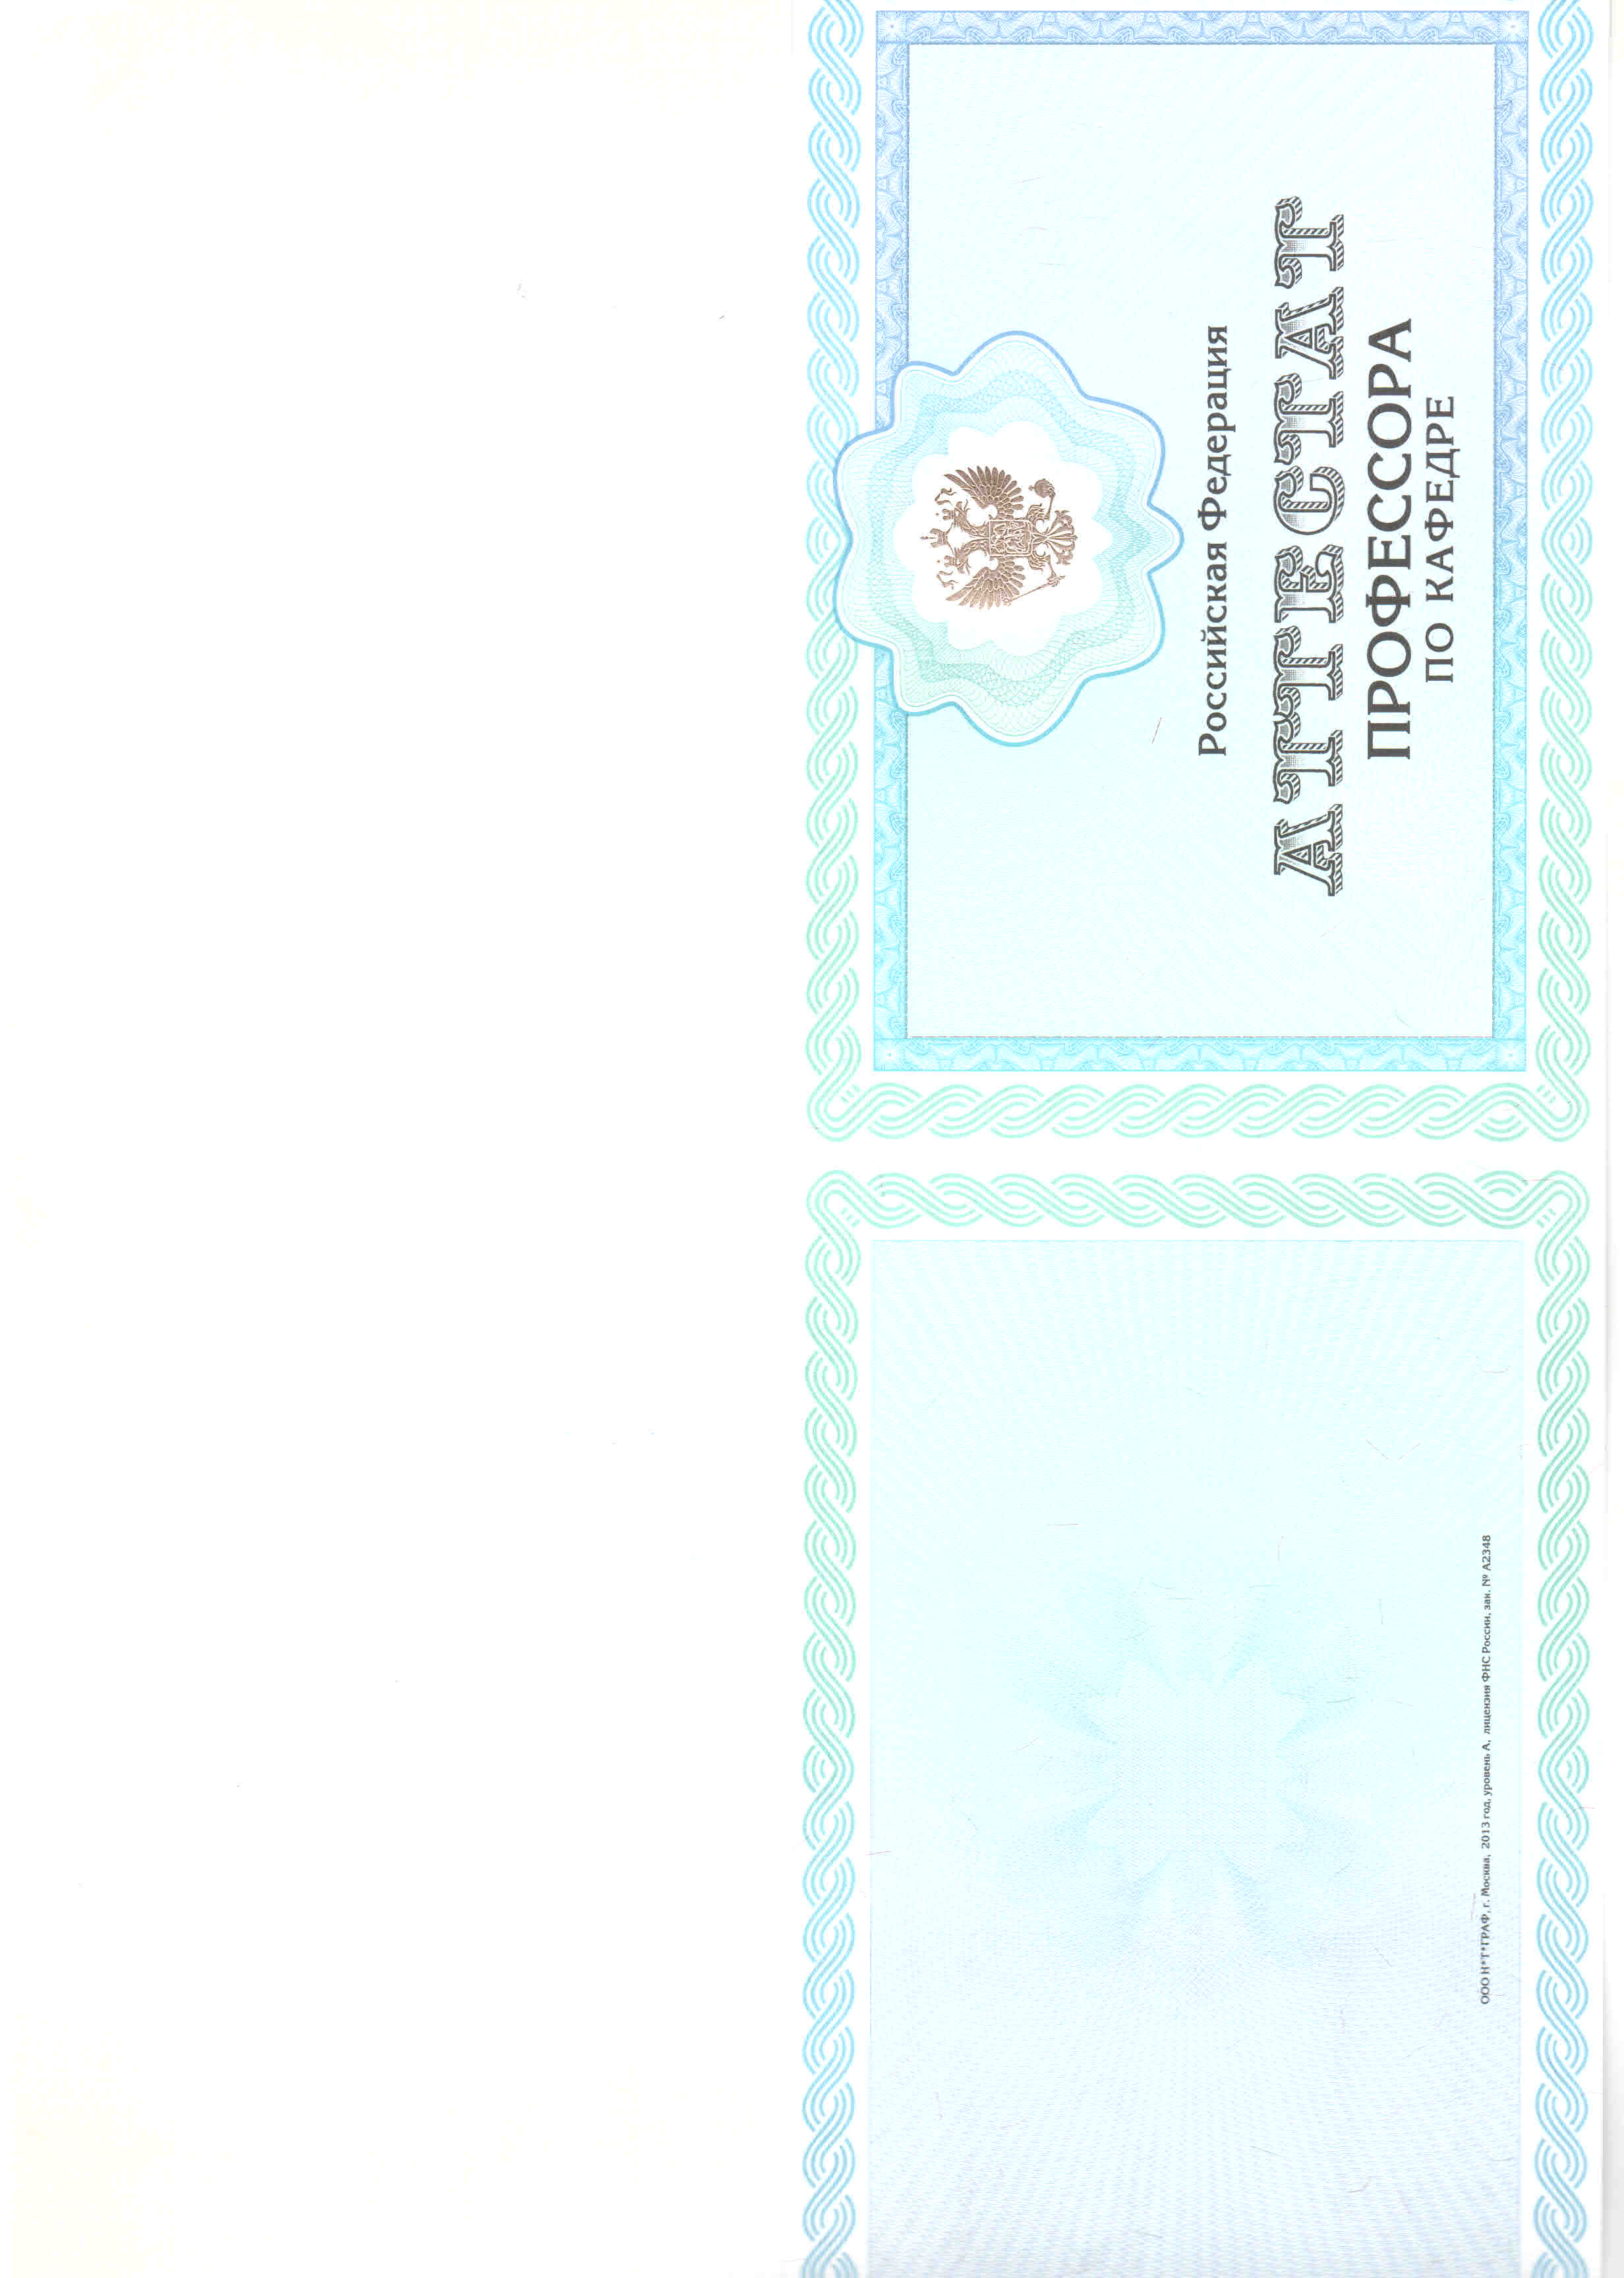 Российская Федерация
АТТЕСТАТ
ПРОФЕССОРА
ПО КАФЕДРЕ
ООО Н*Т*ГРАФ, г. Москва, 2013 год, уровень А, лицензия ФНС России, зак. № А2348